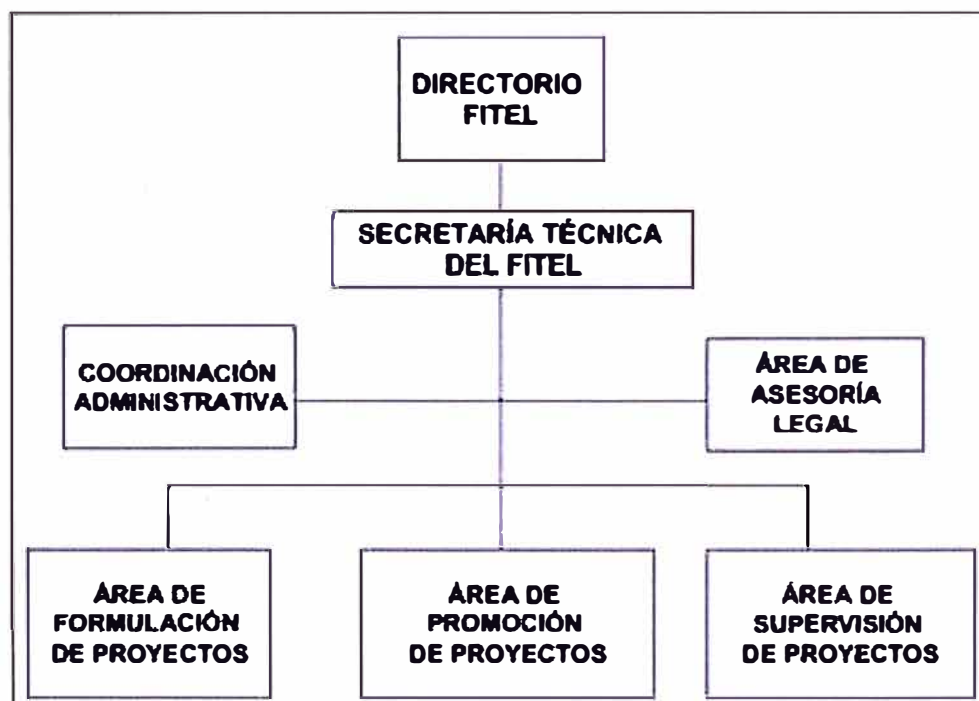 DIRECTORIO
FITEL
SECRETARÍA TÉCNICA
DEL FITEL
COORDINACIÓN
ADMINISTRATIVA
ÁREA DE
ASESORÍA
LEGAL
ÁREA DE
FORMULACIÓN
DE PROYECTOS
ÁREA DE
PROMOCIÓN
DE PROYECTOS
ÁREA DE
SUPERVISIÓN
DE PROYECTOS